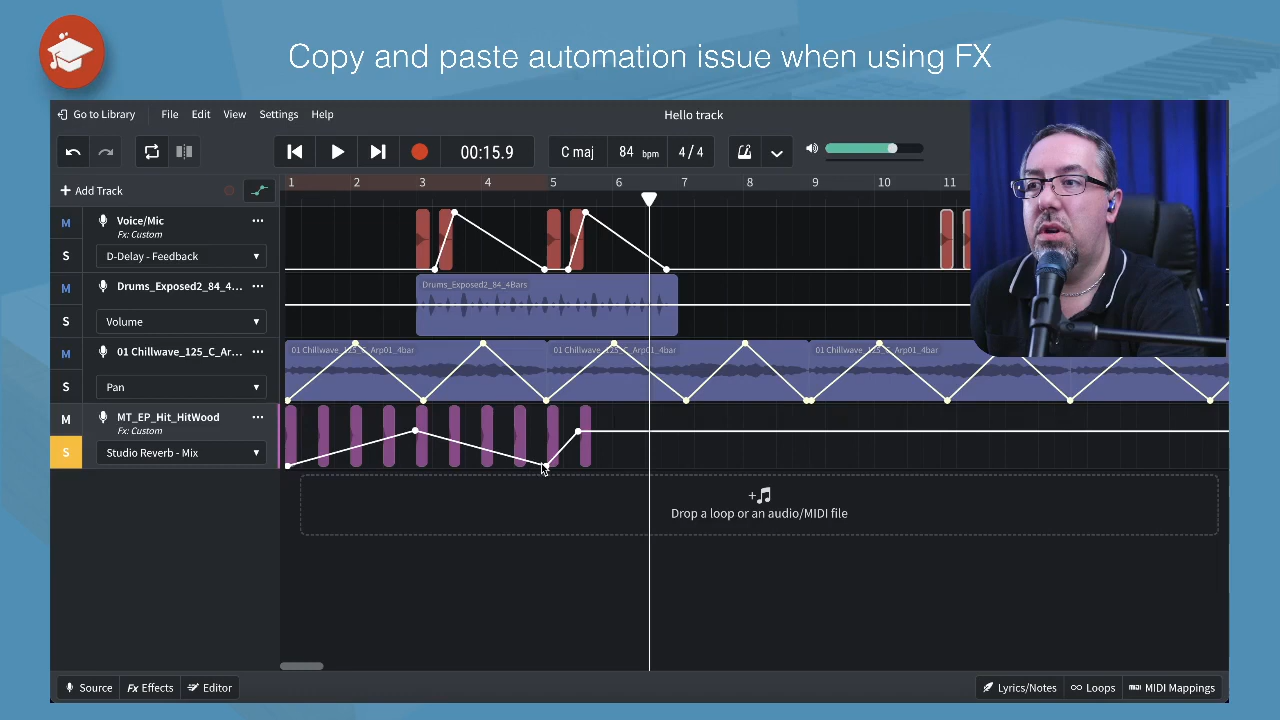 Copy and paste automation issue when using FX
Go to Library File Edit View Settings Help Hello track
00:15.9 C maj 84 bpm 4 / 4
+ Add Track 1 2 3 4 5 6 7 8 9 10 11
M Voice/Mic ...
Fx: Custom
S D-Delay - Feedback
M Drums_Exposed2_84_4... ...
Drums_Exposed2_84_4Bars
S Volume
M 01 Chillwave_125_C_Ar... ...
01 Chillwave_125_C_Arp01_4bar 01 Chillwave_125_C_Arp01_4bar 01 Chillwave_125_C_Arp01_4bar
S Pan
M MT_EP_Hit_HitWood ...
Fx: Custom
S Studio Reverb - Mix
+
Drop a loop or an audio/MIDI file
Source Fx Effects Editor Lyrics/Notes Loops MIDI MIDI Mappings